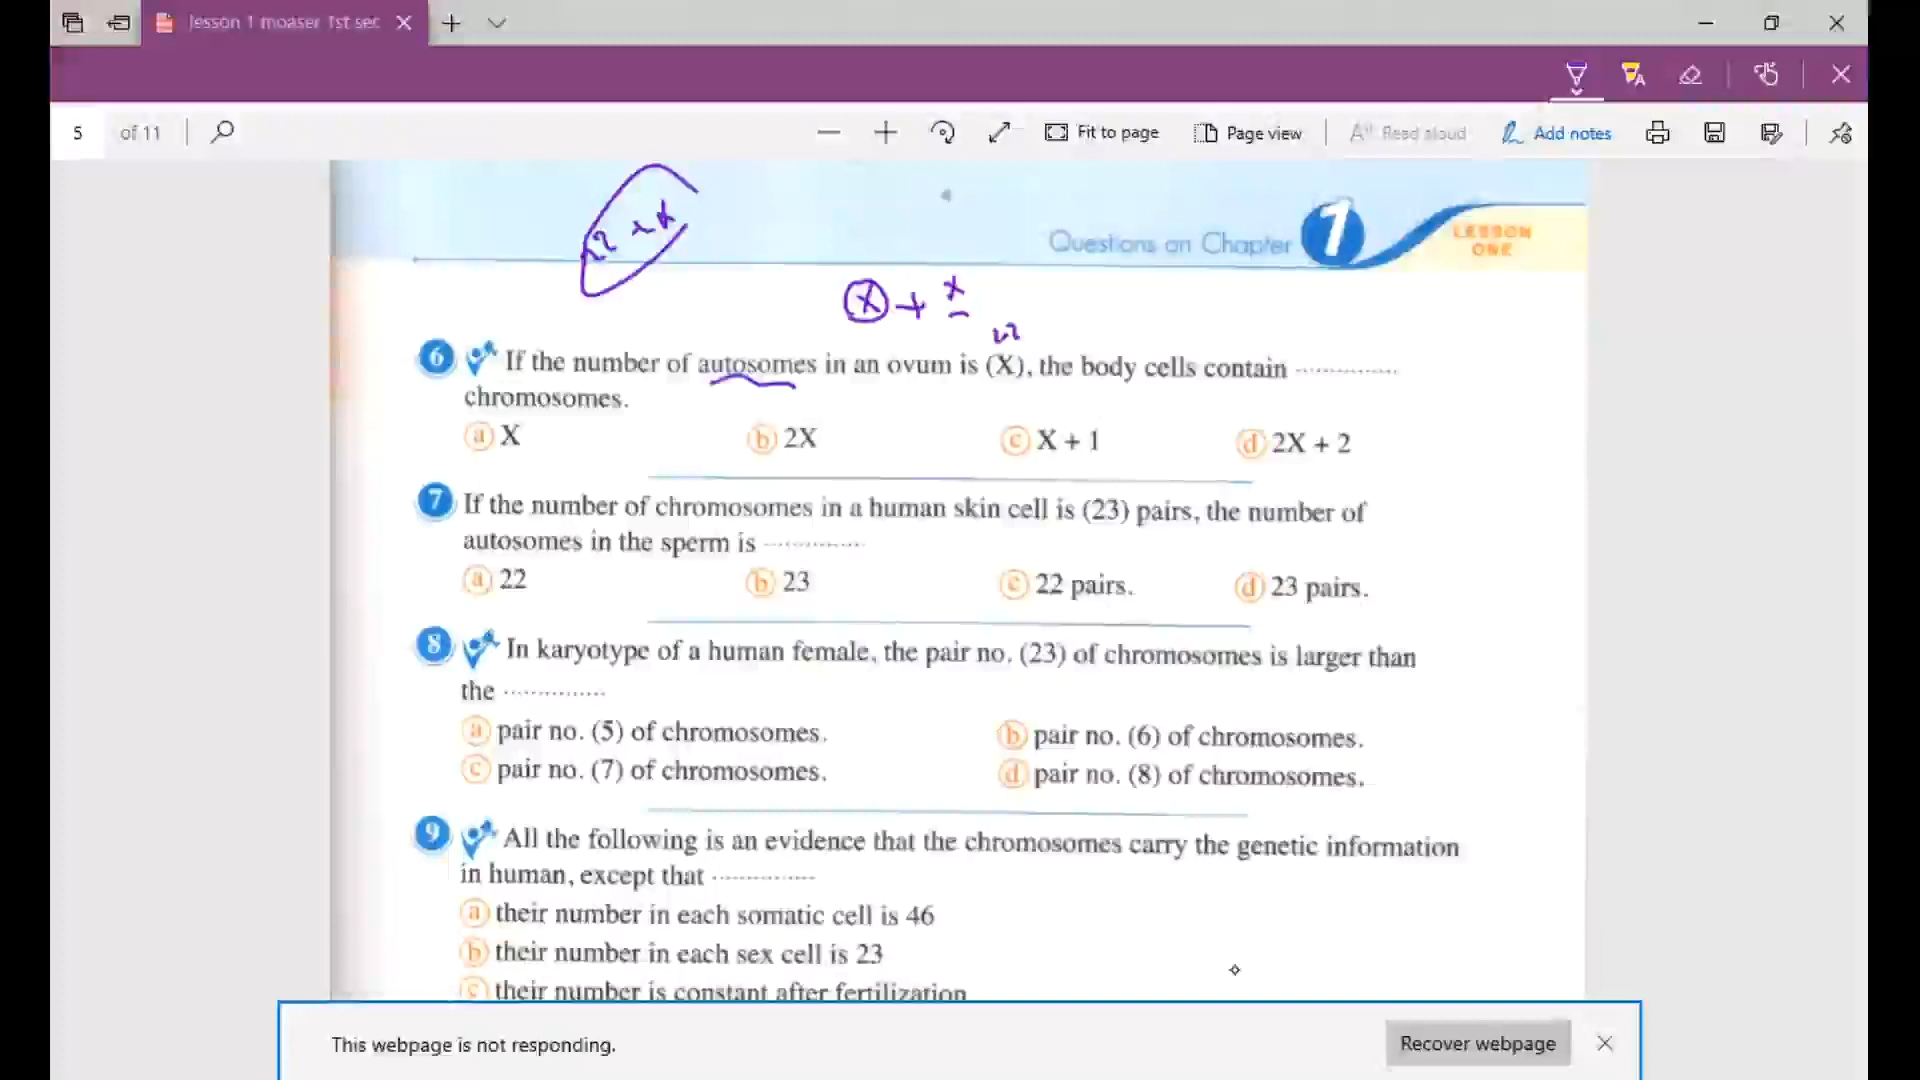 lesson 1 moaser 1st sec
5 of 11
Fit to page
Page view
Read aloud
Add notes
22 + X
Questions on Chapter 1
LESSON
ONE
X + X
22
6 If the number of autosomes in an ovum is (X), the body cells contain ..............
chromosomes.
a X b 2X c X + 1 d 2X + 2
7 If the number of chromosomes in a human skin cell is (23) pairs, the number of
autosomes in the sperm is ..............
a 22 b 23 c 22 pairs. d 23 pairs.
8 In karyotype of a human female, the pair no. (23) of chromosomes is larger than
the ..............
a pair no. (5) of chromosomes. b pair no. (6) of chromosomes.
c pair no. (7) of chromosomes. d pair no. (8) of chromosomes.
9 All the following is an evidence that the chromosomes carry the genetic information
in human, except that ..............
a their number in each somatic cell is 46
b their number in each sex cell is 23
c their number is constant after fertilization
This webpage is not responding.
Recover webpage